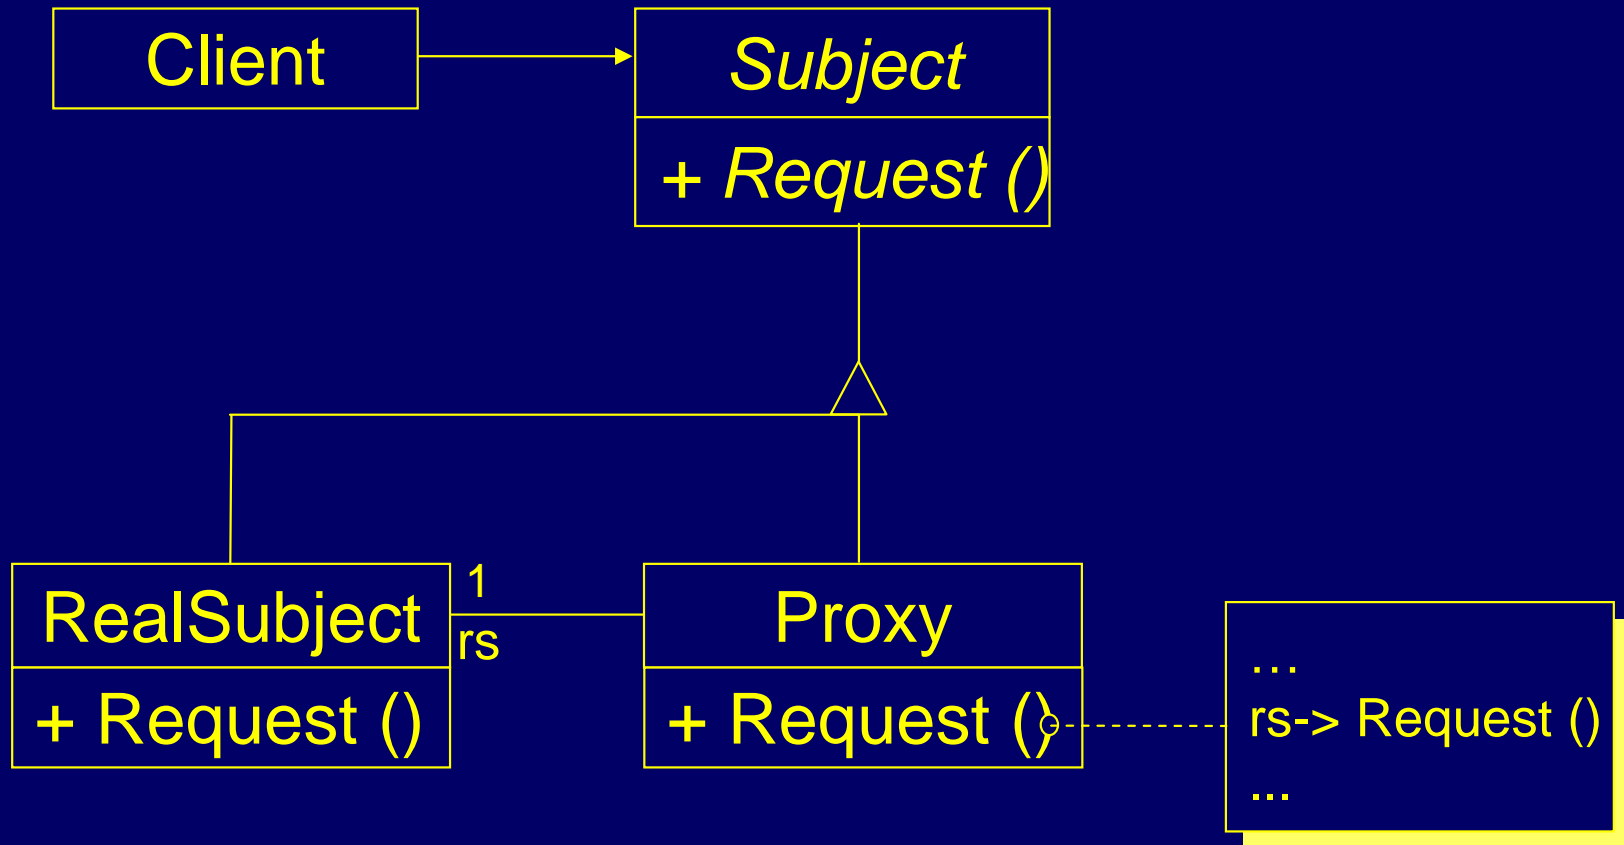 Client
Subject
+ Request ()
RealSubject
1
rs
Proxy
+ Request ()
+ Request ()
…
rs-> Request ()
...